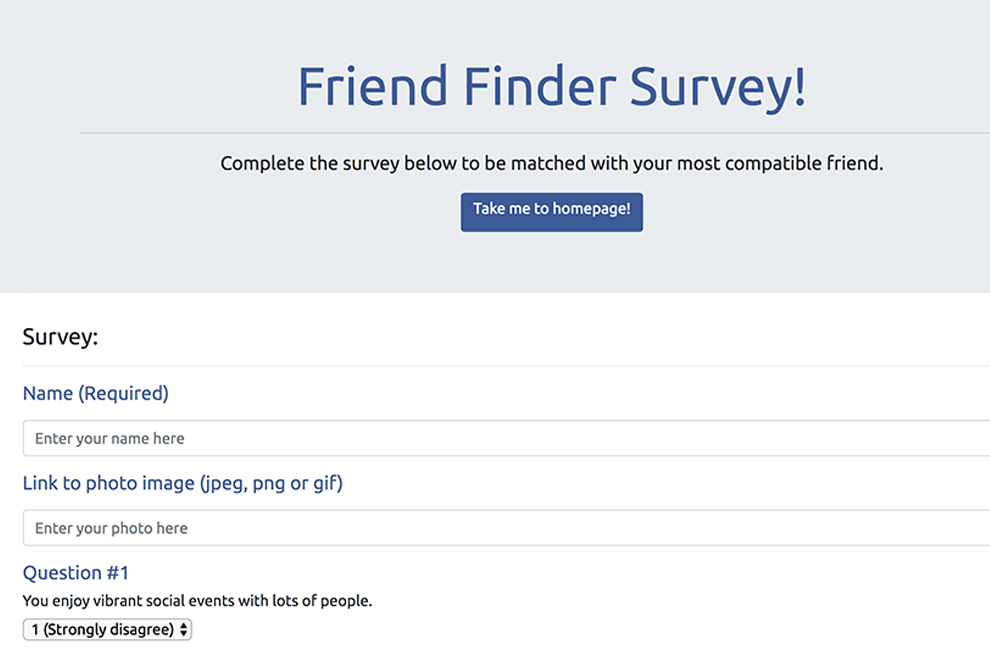 Friend Finder Survey!
Complete the survey below to be matched with your most compatible friend.
Take me to homepage!
Survey:
Name (Required)
Enter your name here
Link to photo image (jpeg, png or gif)
Enter your photo here
Question #1
You enjoy vibrant social events with lots of people.
1 (Strongly disagree)